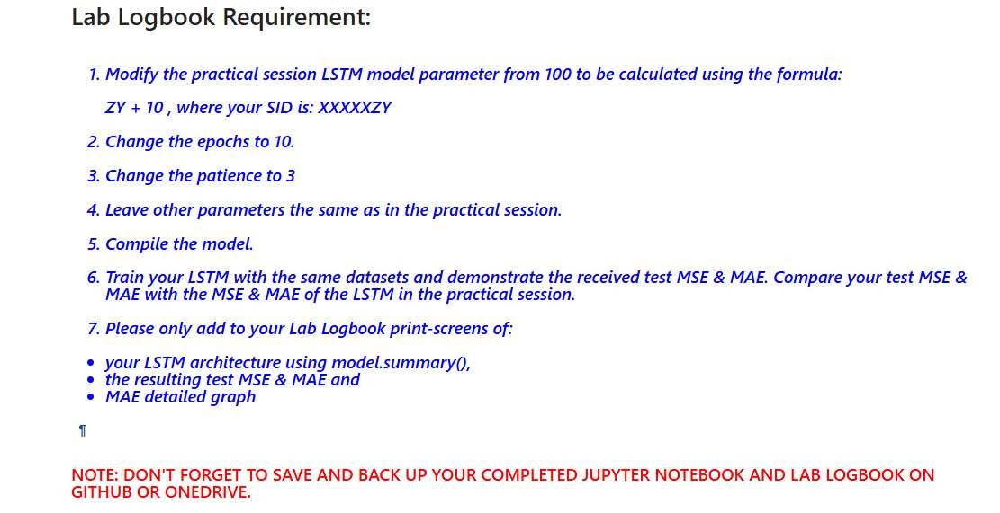 Lab Logbook Requirement:
1. Modify the practical session LSTM model parameter from 100 to be calculated using the formula:
ZY + 10 , where your SID is: XXXXXZY
2. Change the epochs to 10.
3. Change the patience to 3
4. Leave other parameters the same as in the practical session.
5. Compile the model.
6. Train your LSTM with the same datasets and demonstrate the received test MSE & MAE. Compare your test MSE &
MAE with the MSE & MAE of the LSTM in the practical session.
7. Please only add to your Lab Logbook print-screens of:
• your LSTM architecture using model.summary(),
• the resulting test MSE & MAE and
• MAE detailed graph
¶
NOTE: DON'T FORGET TO SAVE AND BACK UP YOUR COMPLETED JUPYTER NOTEBOOK AND LAB LOGBOOK ON
GITHUB OR ONEDRIVE.